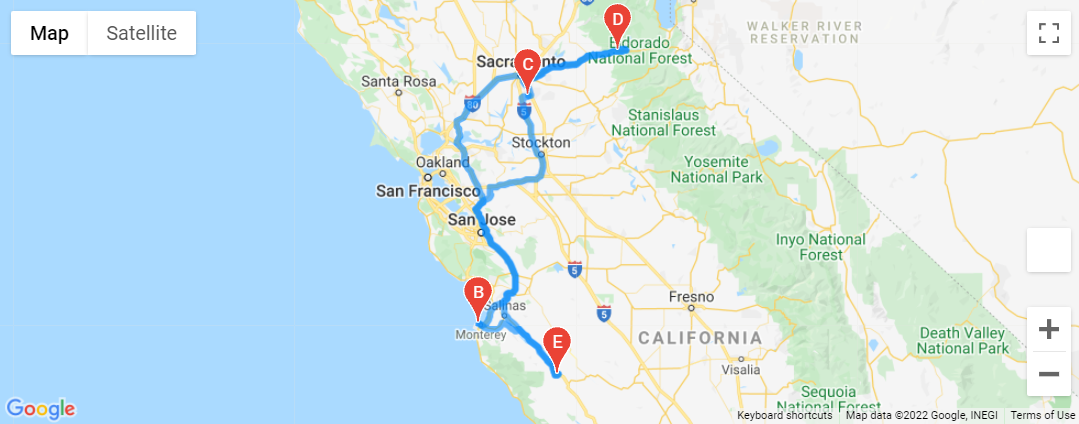 Map
Satellite
D
WALKER RIVER
RESERVATION
Eldorado
National Forest
C
Santa Rosa
80
5
Stanislaus
National Forest
Stockton
Oakland
Yosemite
National Park
San Francisco
San Jose
Inyo National
Forest
5
B
Salinas
Fresno
5
Monterey
E
CALIFORNIA
Death Valley
National Park
Visalia
Sequoia
National Forest
Google
Keyboard shortcuts
Map data ©2022 Google, INEGI
Terms of Use